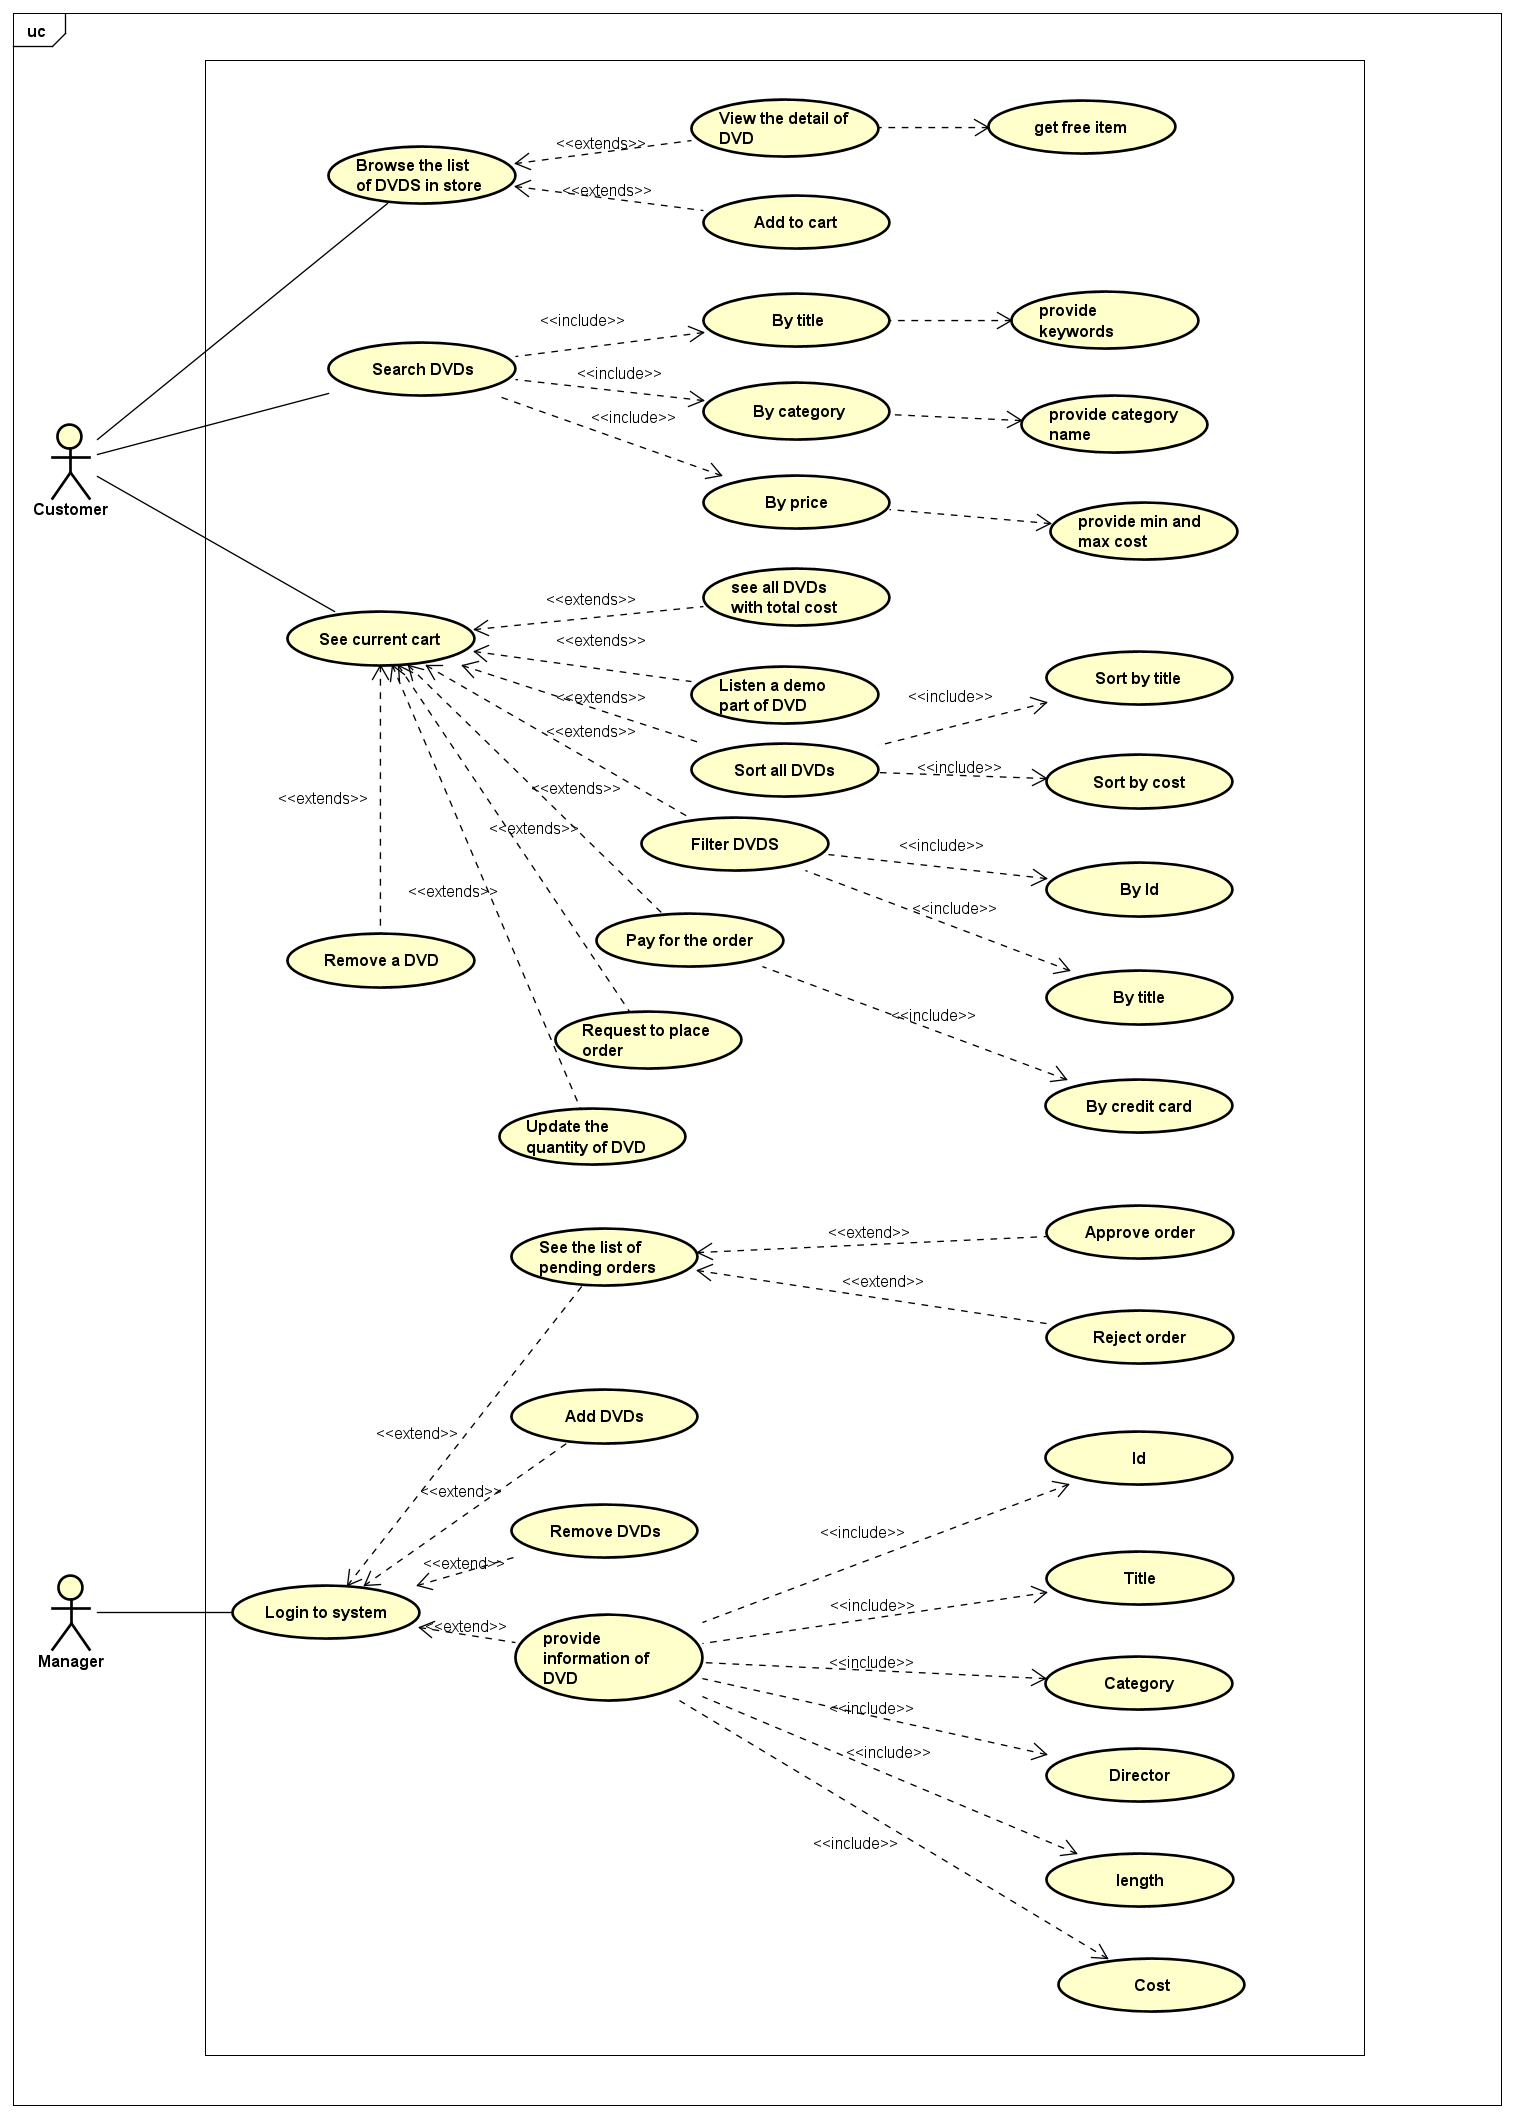 uc
View the detail of
DVD
get free item
<<extends>>
Browse the list
of DVDS in store
<<extends>>
Add to cart
<<include>>
By title
provide
keywords
Search DVDs
<<include>>
By category
provide category
name
<<include>>
By price
provide min and
max cost
Customer
see all DVDs
with total cost
<<extends>>
See current cart
<<extends>>
Listen a demo
part of DVD
<<extends>>
Sort all DVDs
<<include>>
Sort by title
<<include>>
Sort by cost
<<extends>>
Filter DVDS
<<include>>
By Id
<<include>>
By title
<<extends>>
<<extends>>
<<extends>>
<<extends>>
Remove a DVD
Pay for the order
<<include>>
By credit card
Request to place
order
Update the
quantity of DVD
See the list of
pending orders
<<extend>>
Approve order
<<extend>>
Reject order
<<extend>>
Add DVDs
<<extend>>
Remove DVDs
<<extend>>
Login to system
<<extend>>
Manager
provide
information of
DVD
<<include>>
Id
<<include>>
Title
<<include>>
Category
<<include>>
Director
<<include>>
length
<<include>>
Cost